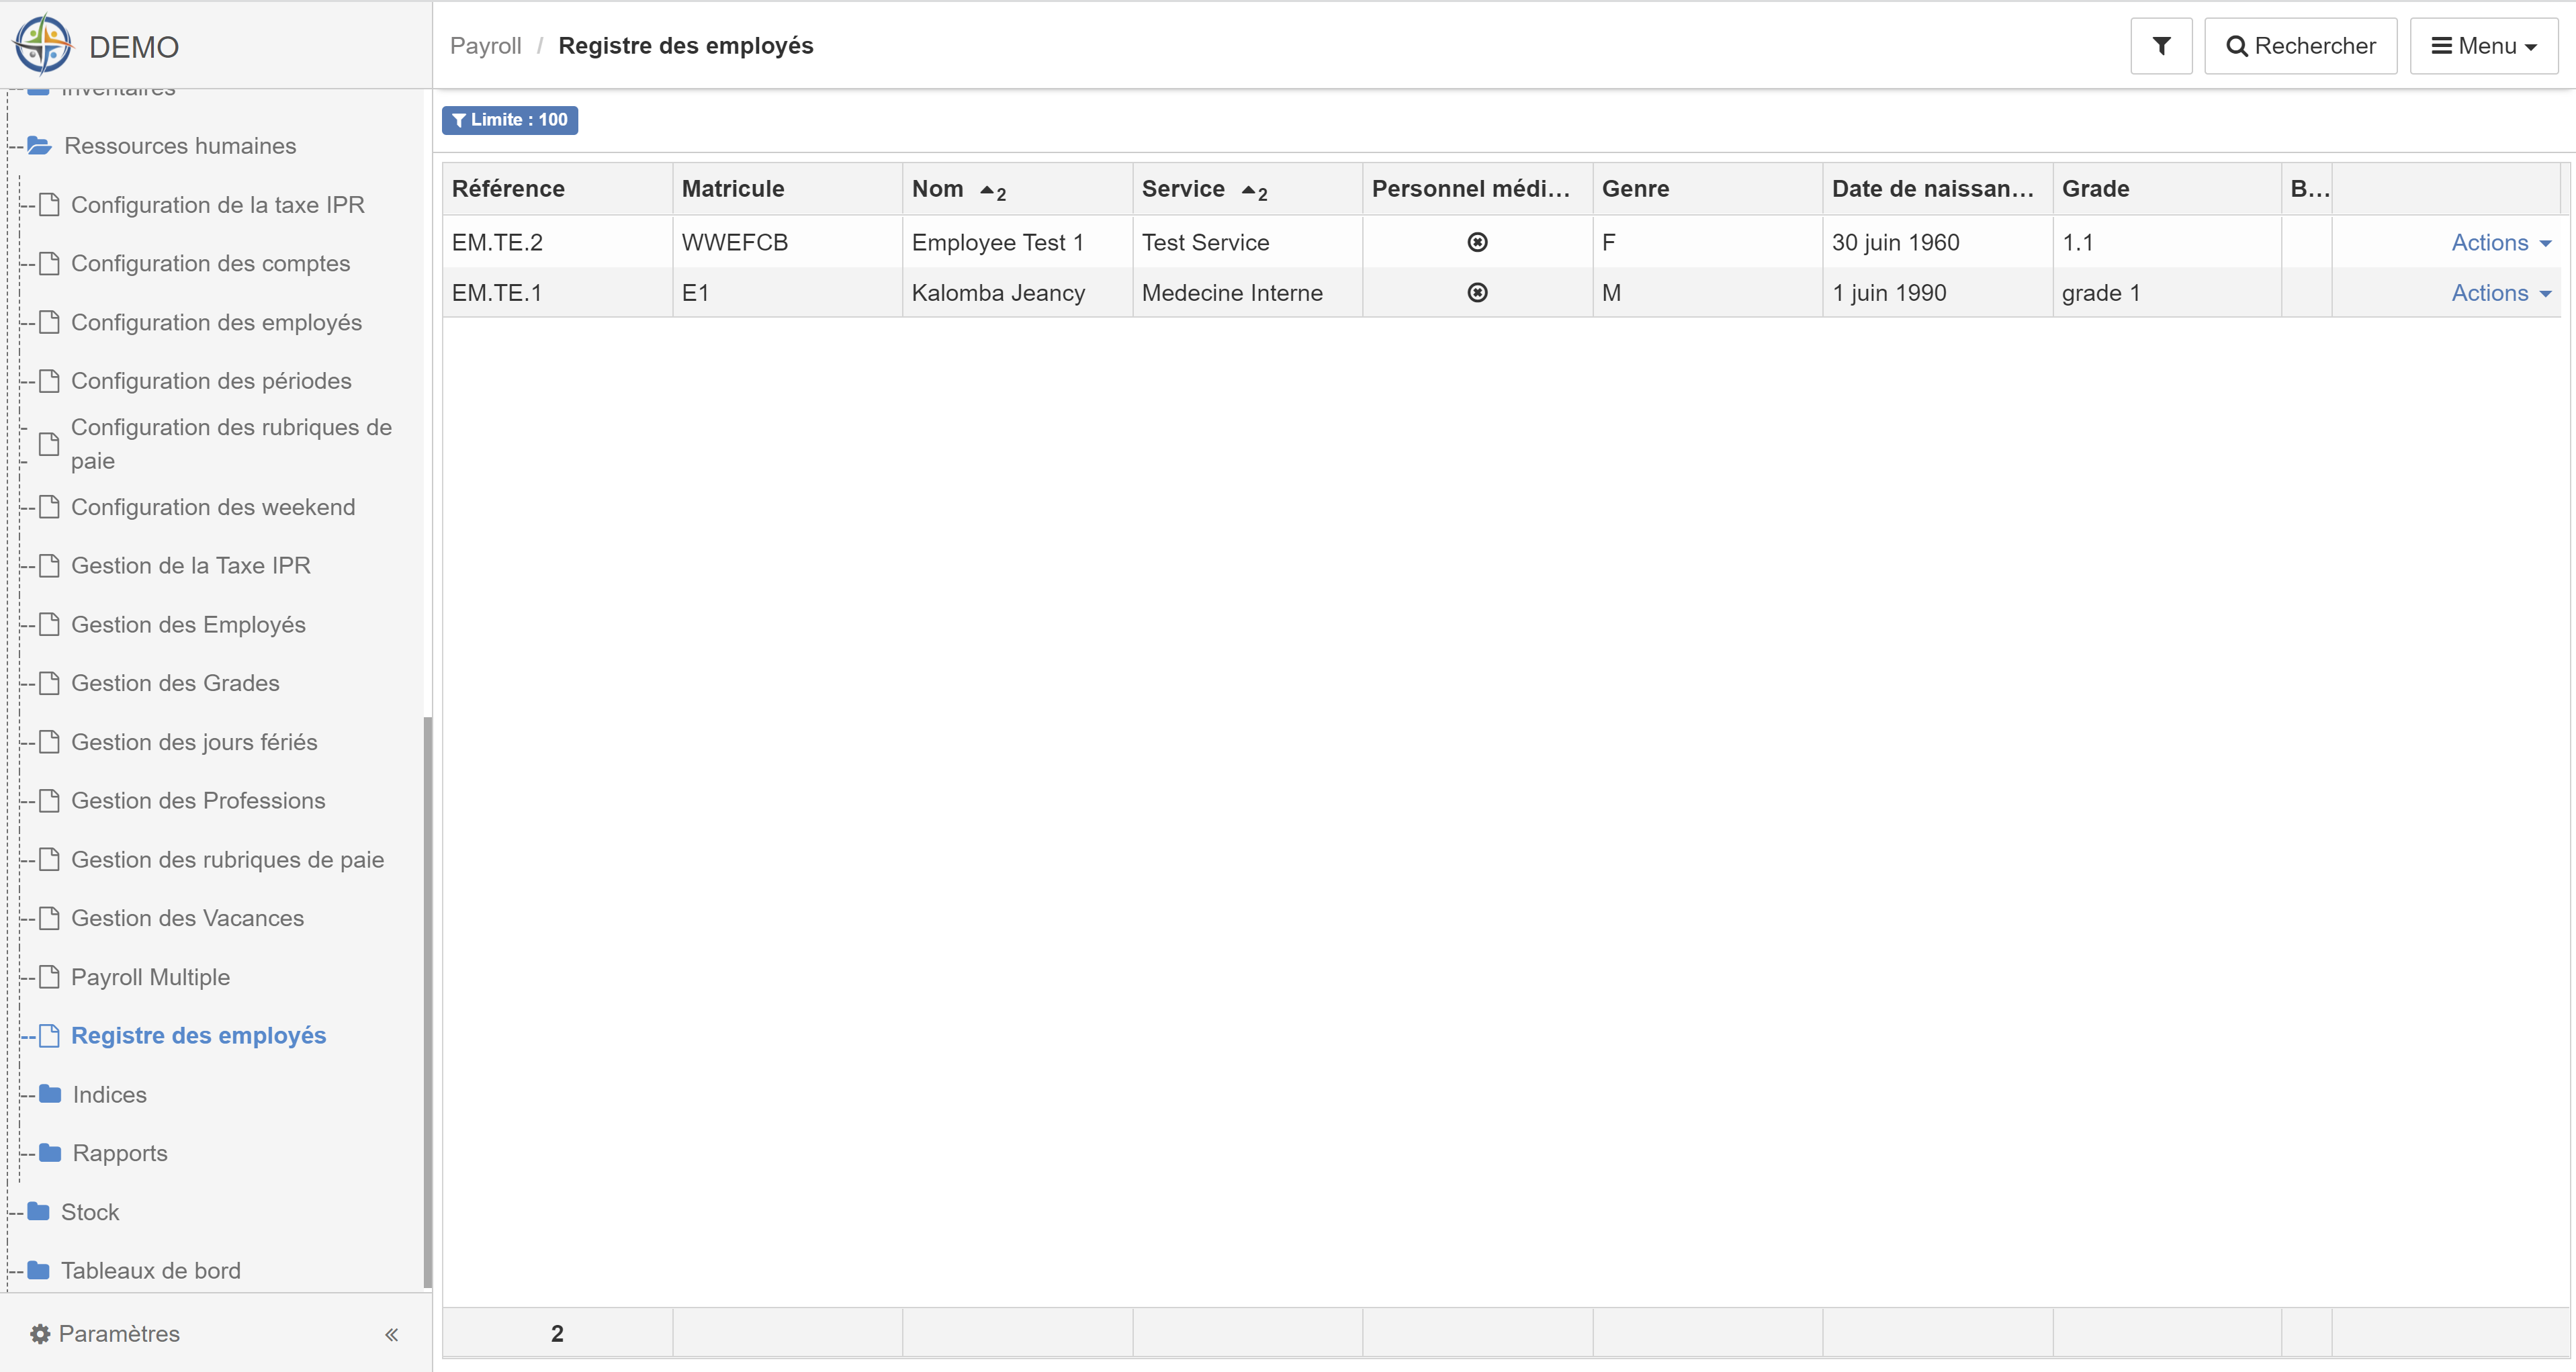 DEMO
Inventaires
Ressources humaines
Configuration de la taxe IPR
Configuration des comptes
Configuration des employés
Configuration des périodes
Configuration des rubriques de
paie
Configuration des weekend
Gestion de la Taxe IPR
Gestion des Employés
Gestion des Grades
Gestion des jours fériés
Gestion des Professions
Gestion des rubriques de paie
Gestion des Vacances
Payroll Multiple
Registre des employés
Indices
Rapports
Stock
Tableaux de bord
Paramètres
Payroll / Registre des employés
Rechercher
Menu
Limite : 100
Référence Matricule Nom 2 Service 2 Personnel médi... Genre Date de naissan... Grade B...
EM.TE.2 WWEFCB Employee Test 1 Test Service F 30 juin 1960 1.1 Actions
EM.TE.1 E1 Kalomba Jeancy Medecine Interne M 1 juin 1990 grade 1 Actions
2